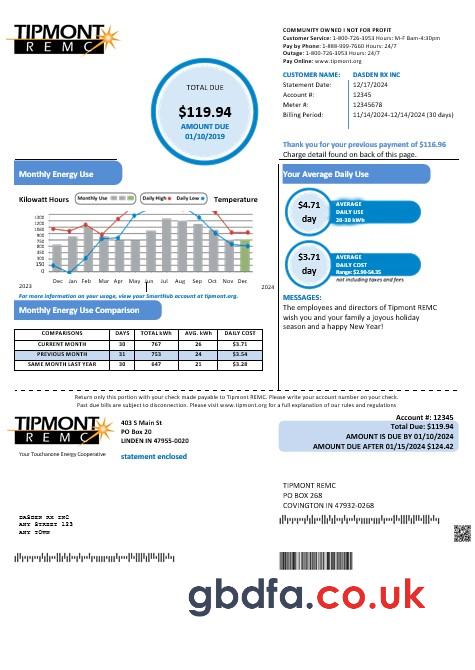 TIPMONT
REMC
COMMUNITY OWNED I NOT FOR PROFIT
Customer Service: 1-800-726-3953 Hours: M-F 8am-4:30pm
Pay by Phone: 1-888-999-7660 Hours: 24/7
Outage: 1-800-726-3953 Hours: 24/7
Pay Online: www.tipmont.org
TOTAL DUE
$119.94
AMOUNT DUE
01/10/2019
CUSTOMER NAME: DASDEN RX INC
Statement Date: 12/17/2024
Account #: 12345
Meter #: 12345678
Billing Period: 11/14/2024-12/14/2024 (30 days)
Thank you for your previous payment of $116.96
Charge detail found on back of this page.
Monthly Energy Use
Kilowatt Hours Monthly Use Daily High Daily Low Temperature
1300
1200
1050
900
750
600
450
300
150
0
Dec Jan Feb Mar Apr May Jun Jul Aug Sep Oct Nov Dec
2023 2024
For more information on your usage, view your SmartHub account at tipmont.org.
Your Average Daily Use
$4.71
day
AVERAGE
DAILY USE
$3.71
day
AVERAGE
DAILY COST
Range: $2.99-$4.35
not including taxes and fees
MESSAGES:
The employees and directors of Tipmont REMC
wish you and your family a joyous holiday
season and a happy New Year!
Monthly Energy Use Comparison
COMPARISONS DAYS TOTAL kWh AVG. kWh DAILY COST
CURRENT MONTH 30 767 26 $3.71
PREVIOUS MONTH 31 753 24 $3.54
SAME MONTH LAST YEAR 30 647 21 $3.28
Return only this portion with your check made payable to Tipmont REMC. Please write your account number on your check.
Past due bills are subject to disconnection. Please visit www.tipmont.org for a full explanation of our rules and regulations
TIPMONT
REMC
Your Touchstone Energy Cooperative
403 S Main St
PO Box 20
LINDEN IN 47955-0020
statement enclosed
Account #: 12345
Total Due: $119.94
AMOUNT IS DUE BY 01/10/2024
AMOUNT DUE AFTER 01/15/2024 $124.42
TIPMONT REMC
PO BOX 268
COVINGTON IN 47932-0268
DASDEN RX INC
ANY STREET 123
ANY TOWN
gbdfa.co.uk